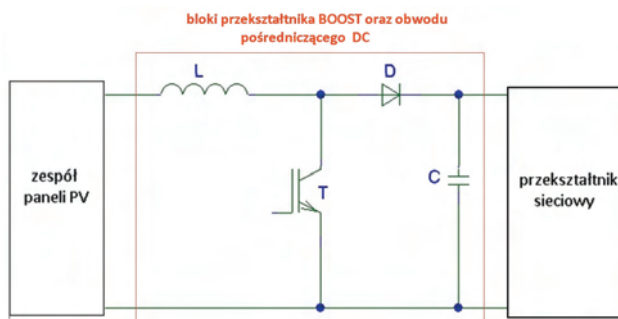 bloki przekształtnika BOOST oraz obwodu
pośredniczącego DC
L
D
zespół
paneli PV
T
C
przekształtnik
sieciowy